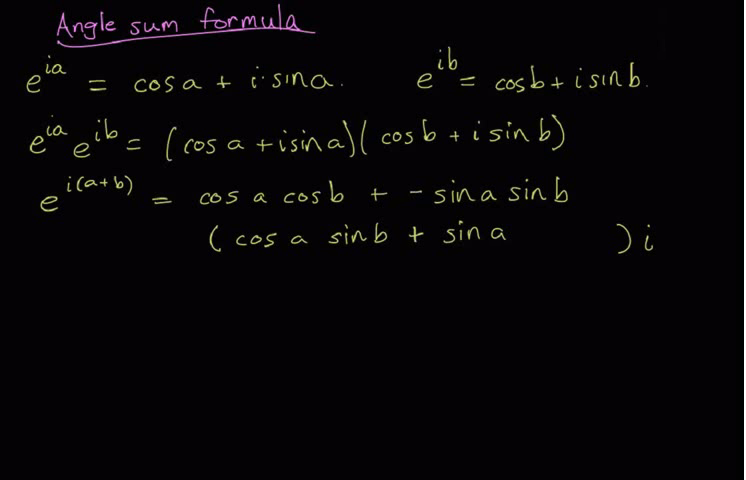 Angle sum formula
e^{ia} = cos a + i·sin a. e^{ib} = cos b + i sin b.
e^{ia} e^{ib} = (cos a + i sin a)(cos b + i sin b)
e^{i(a+b)} = cos a cos b + - sin a sin b
(cos a sin b + sin a ) i